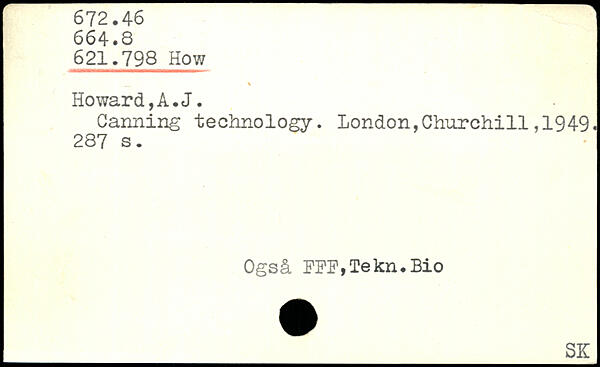 672.46
664.8
621.798 How
Howard,A.J.
Canning technology. London,Churchill,1949.
287 s.
Også FFF,Tekn.Bio
SK